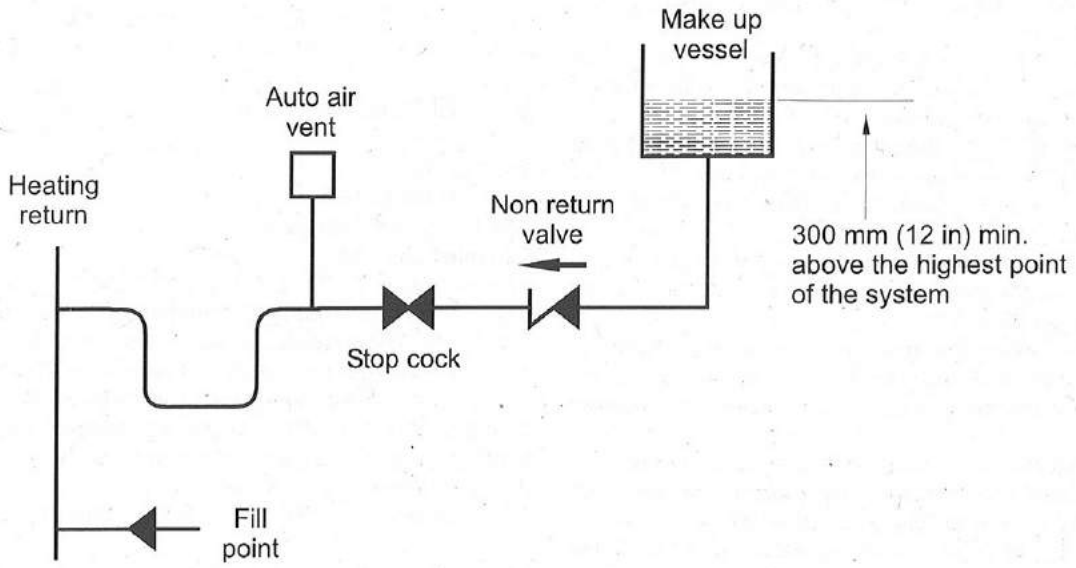 Make up
vessel
Auto air
vent
Heating
return
Non return
valve
300 mm (12 in) min.
above the highest point
of the system
Stop cock
Fill
point